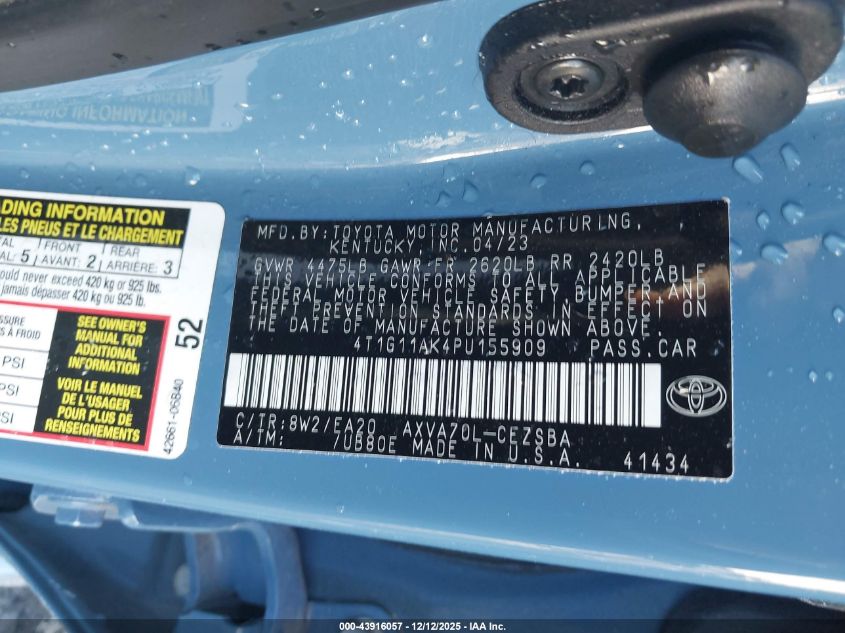 DING INFORMATION
LES PNEUS ET LE CHARGEMENT
FRONT
REAR
5
AVANT: 2
ARRIÈRE: 3
ould never exceed 420 kg or 925 lbs.
jamais dépasser 420 kg ou 925 lb.
À FROID
PSI
PSI
SEE OWNER'S
MANUAL FOR
ADDITIONAL
INFORMATION
VOIR LE MANUEL
DE L'USAGER
POUR PLUS DE
RENSEIGNEMENTS
52
42661-06B40
MFD. BY: TOYOTA MOTOR MANUFACTURING,
KENTUCKY, INC. 04/23
GVWR 4475LB GAWR FR 2620LB RR 2420LB
THIS VEHICLE CONFORMS TO ALL APPLICABLE
FEDERAL MOTOR VEHICLE SAFETY, BUMPER, AND
THEFT PREVENTION STANDARDS IN EFFECT ON
THE DATE OF MANUFACTURE SHOWN ABOVE.
4T1G11AK4PU155909 PASS. CAR
C/TR: 8W2/EA20 AXVA70L-CEZSBA
A/TM: 7UB80E MADE IN U.S.A. 41434
000-43916057 - 12/12/2025 - IAA Inc.